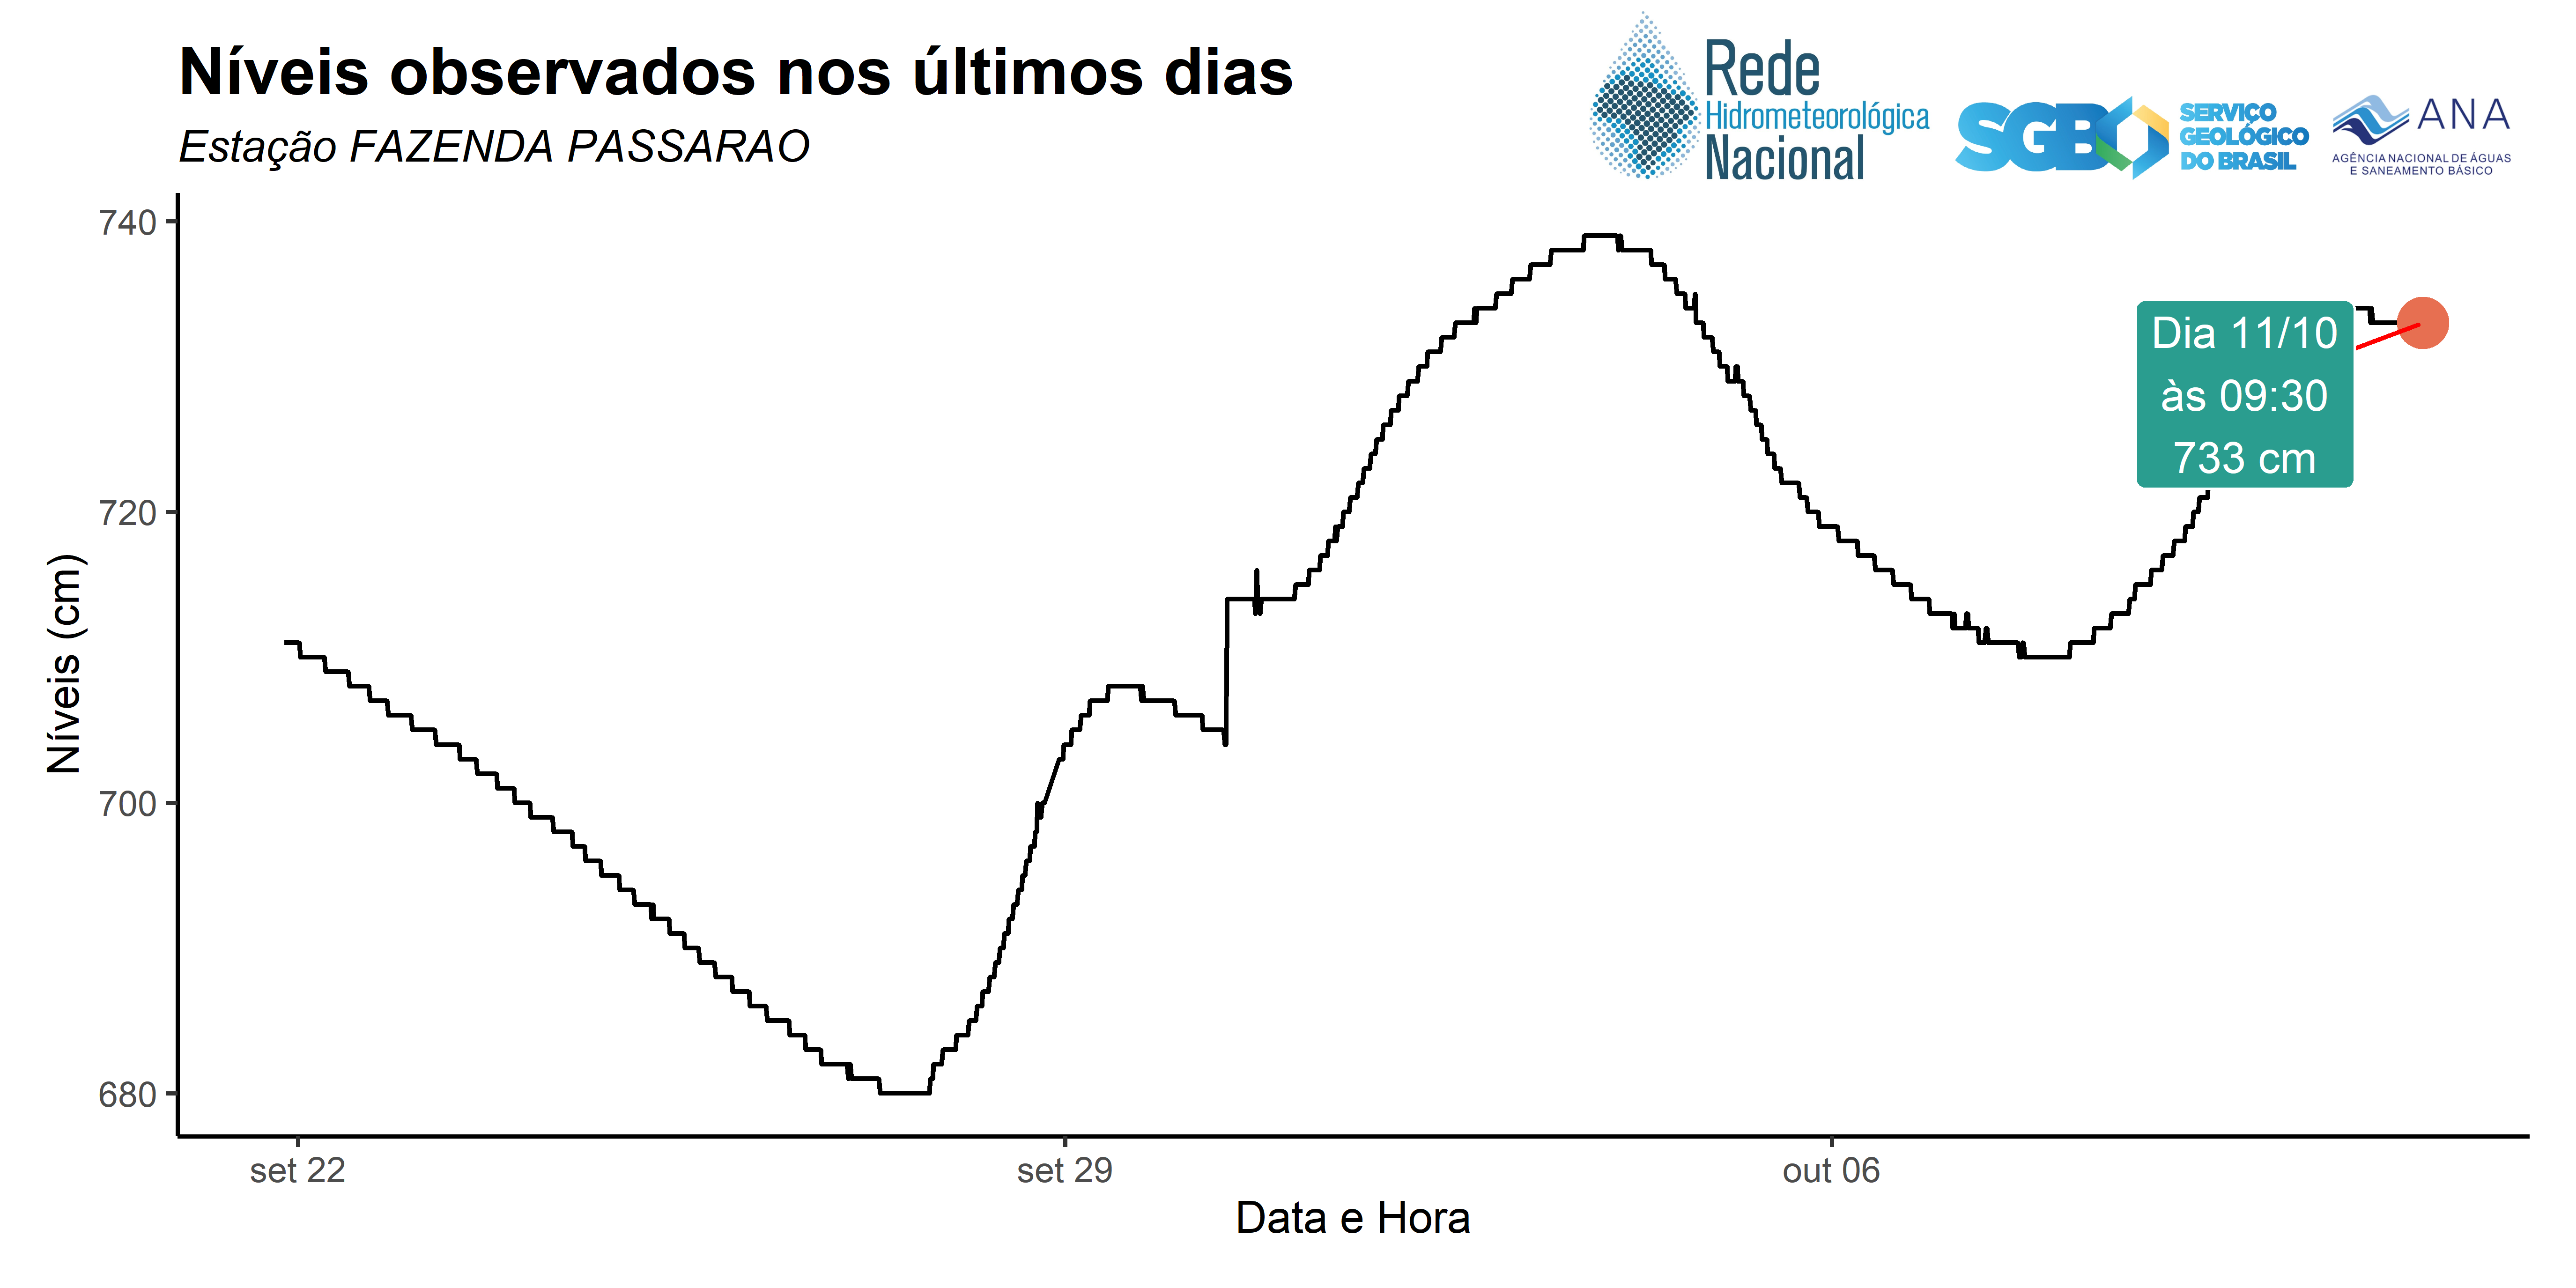 Níveis observados nos últimos dias
Estação FAZENDA PASSARAO
Rede
Hidrometeorológica
Nacional
SGB
SERVIÇO
GEOLÓGICO
DO BRASIL
ANA
AGÊNCIA NACIONAL DE ÁGUAS
E SANEAMENTO BÁSICO
740
720
700
680
Níveis (cm)
Dia 11/10
às 09:30
733 cm
set 22
set 29
out 06
Data e Hora